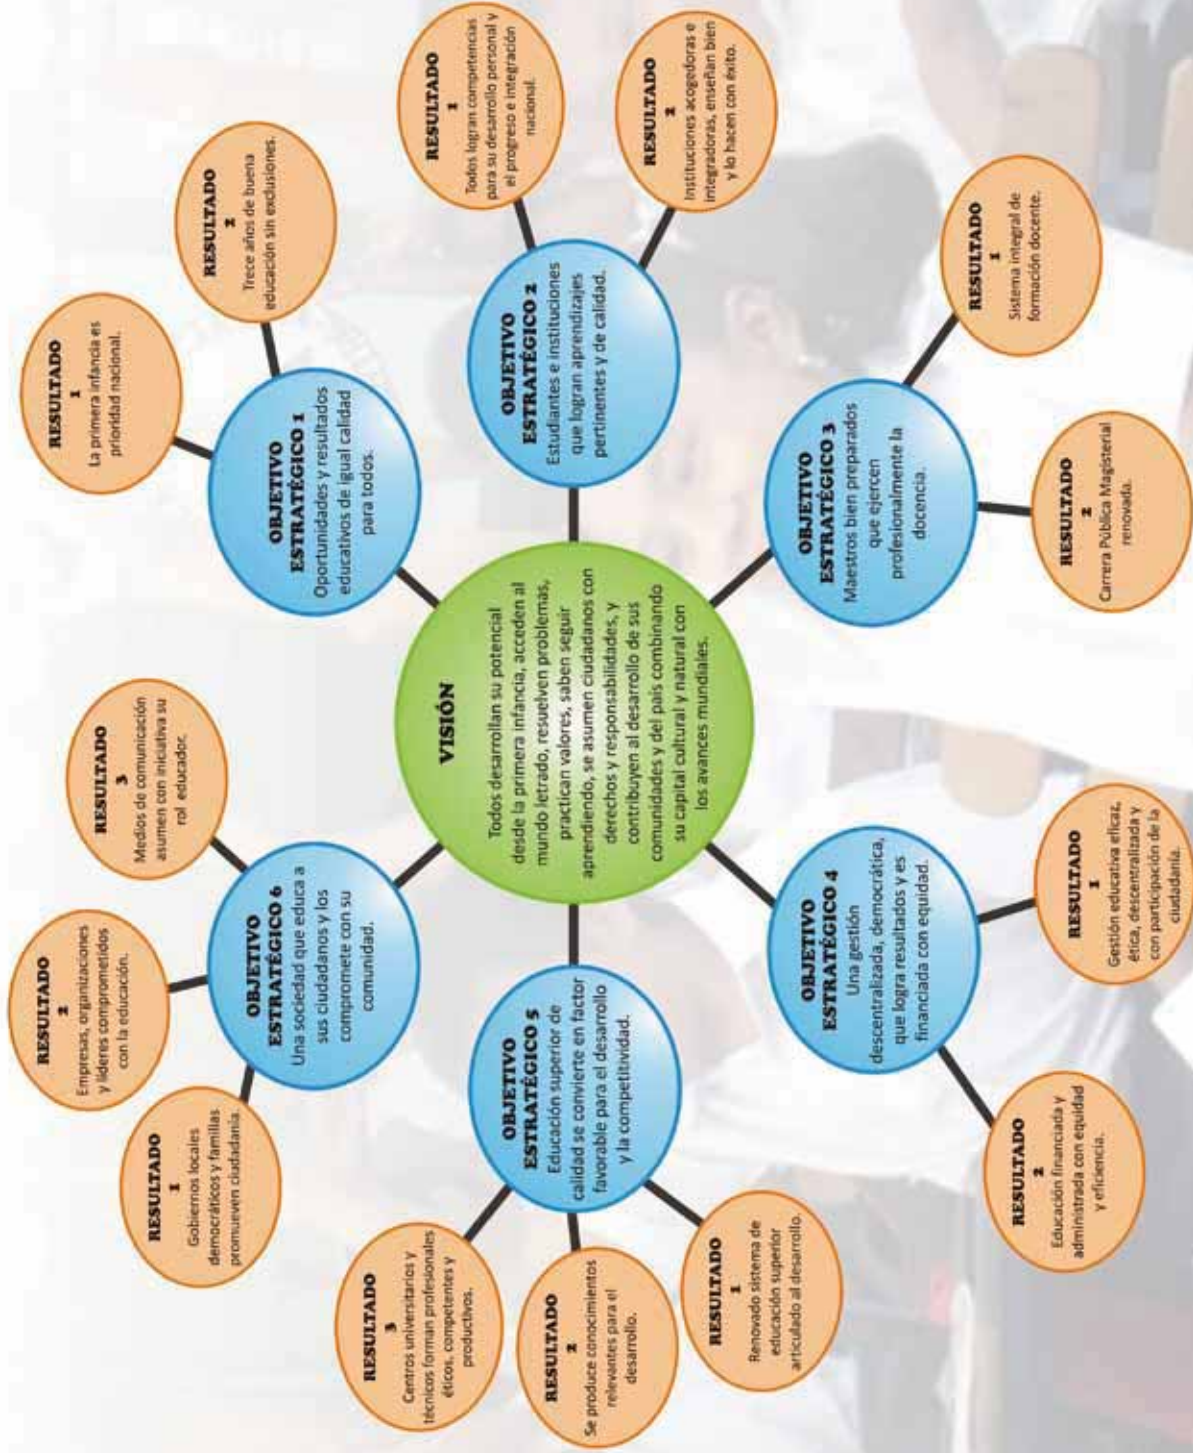 VISIÓN
Todos desarrollan su potencial
desde la primera infancia, acceden al
mundo letrado, resuelven problemas,
practican valores, saben seguir
aprendiendo, se asumen ciudadanos con
derechos y responsabilidades, y
contribuyen al desarrollo de sus
comunidades y del país combinando
su capital cultural y natural con
los avances mundiales.
OBJETIVO
ESTRATÉGICO 1
Oportunidades y resultados
educativos de igual calidad
para todos.
RESULTADO
1
La primera infancia es
prioridad nacional.
RESULTADO
2
Trece años de buena
educación sin exclusiones.
OBJETIVO
ESTRATÉGICO 2
Estudiantes e instituciones
que logran aprendizajes
pertinentes y de calidad.
RESULTADO
1
Todos logran competencias
para su desarrollo personal y
el progreso e integración
nacional.
RESULTADO
2
Instituciones acogedoras e
integradoras, enseñan bien
y lo hacen con éxito.
OBJETIVO
ESTRATÉGICO 3
Maestros bien preparados
que ejercen
profesionalmente la
docencia.
RESULTADO
1
Sistema integral de
formación docente.
RESULTADO
2
Carrera Pública Magisterial
renovada.
OBJETIVO
ESTRATÉGICO 4
Una gestión
descentralizada, democrática,
que logra resultados y es
financiada con equidad.
RESULTADO
1
Gestión educativa eficaz,
ética, descentralizada y
con participación de la
ciudadanía.
RESULTADO
2
Educación financiada y
administrada con equidad
y eficiencia.
OBJETIVO
ESTRATÉGICO 5
Educación superior de
calidad se convierte en factor
favorable para el desarrollo
y la competitividad.
RESULTADO
1
Renovado sistema de
educación superior
articulado al desarrollo.
RESULTADO
2
Se produce conocimientos
relevantes para el
desarrollo.
RESULTADO
3
Centros universitarios y
técnicos forman profesionales
éticos, competentes y
productivos.
OBJETIVO
ESTRATÉGICO 6
Una sociedad que educa a
sus ciudadanos y los
compromete con su
comunidad.
RESULTADO
1
Gobiernos locales
democráticos y familias
promueven ciudadanía.
RESULTADO
2
Empresas, organizaciones
y líderes comprometidos
con la educación.
RESULTADO
3
Medios de comunicación
asumen con iniciativa su
rol educador.